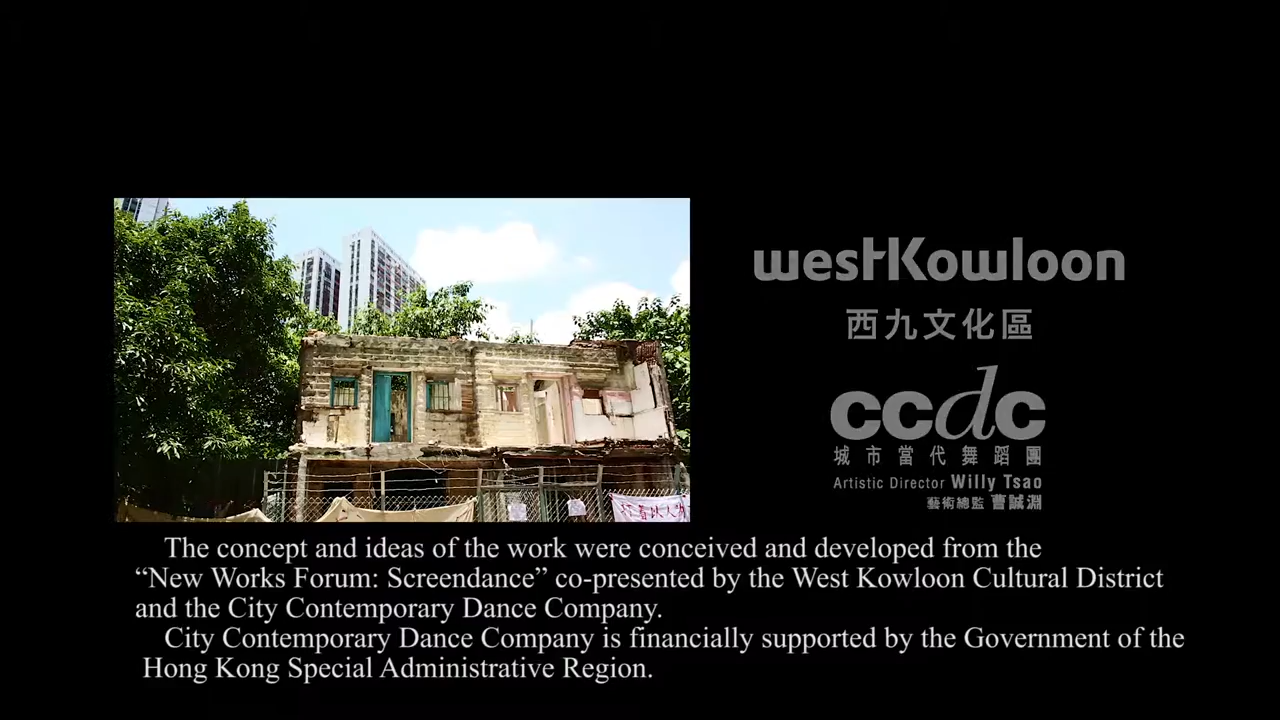 westKowloon
西九文化區
ccdc
城市當代舞蹈團
Artistic Director Willy Tsao
藝術總監 曹誠淵
The concept and ideas of the work were conceived and developed from the
“New Works Forum: Screendance” co-presented by the West Kowloon Cultural District
and the City Contemporary Dance Company.
City Contemporary Dance Company is financially supported by the Government of the
Hong Kong Special Administrative Region.